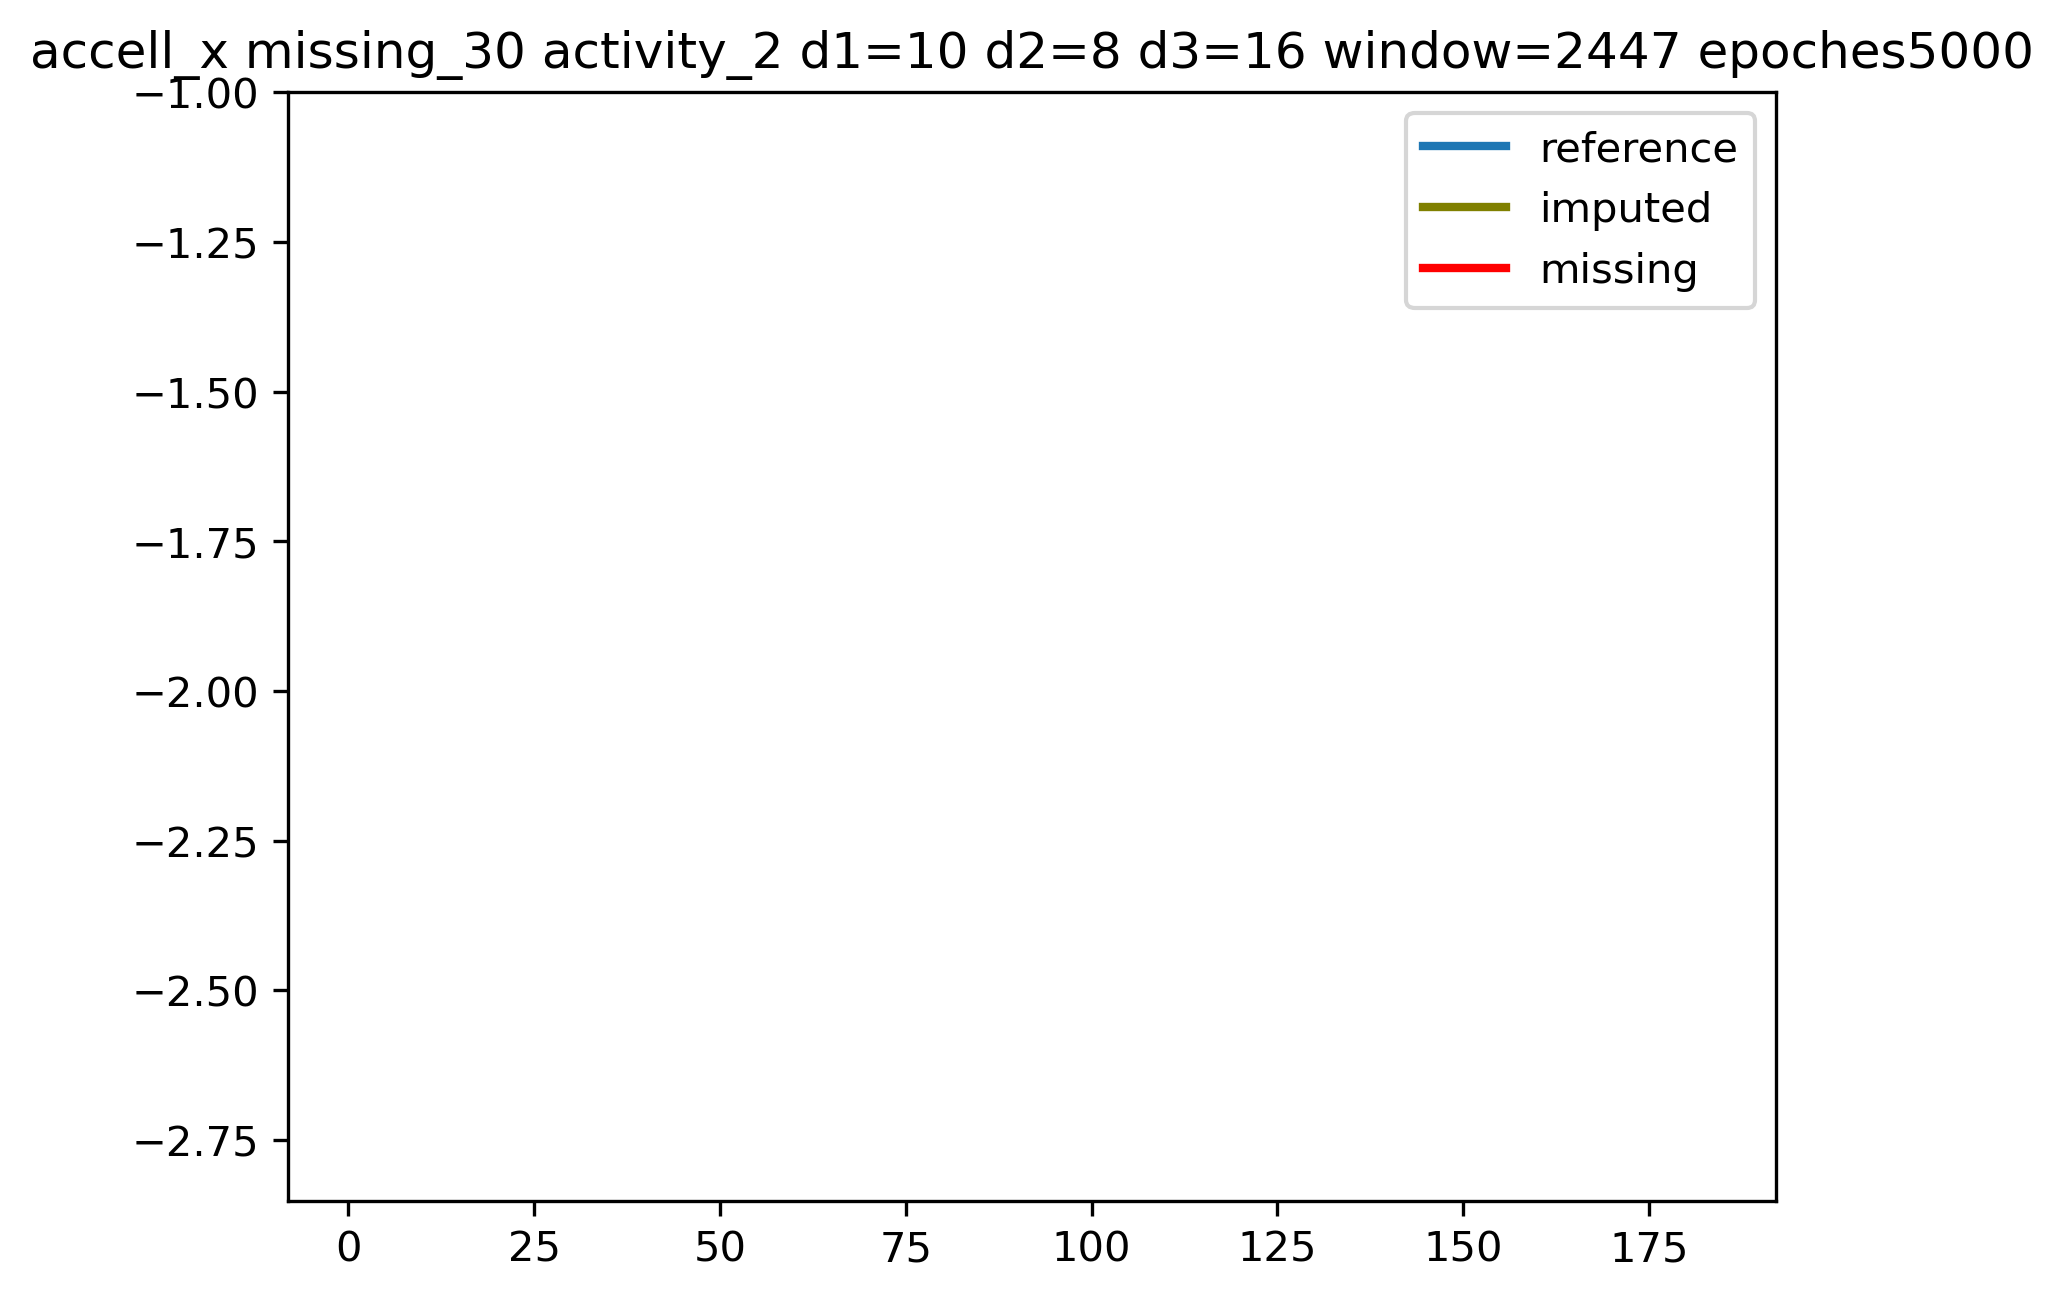 accell_x missing_30 activity_2 d1=10 d2=8 d3=16 window=2447 epoches5000
−1.00
−1.25
−1.50
−1.75
−2.00
−2.25
−2.50
−2.75
reference
imputed
missing
0 25 50 75 100 125 150 175